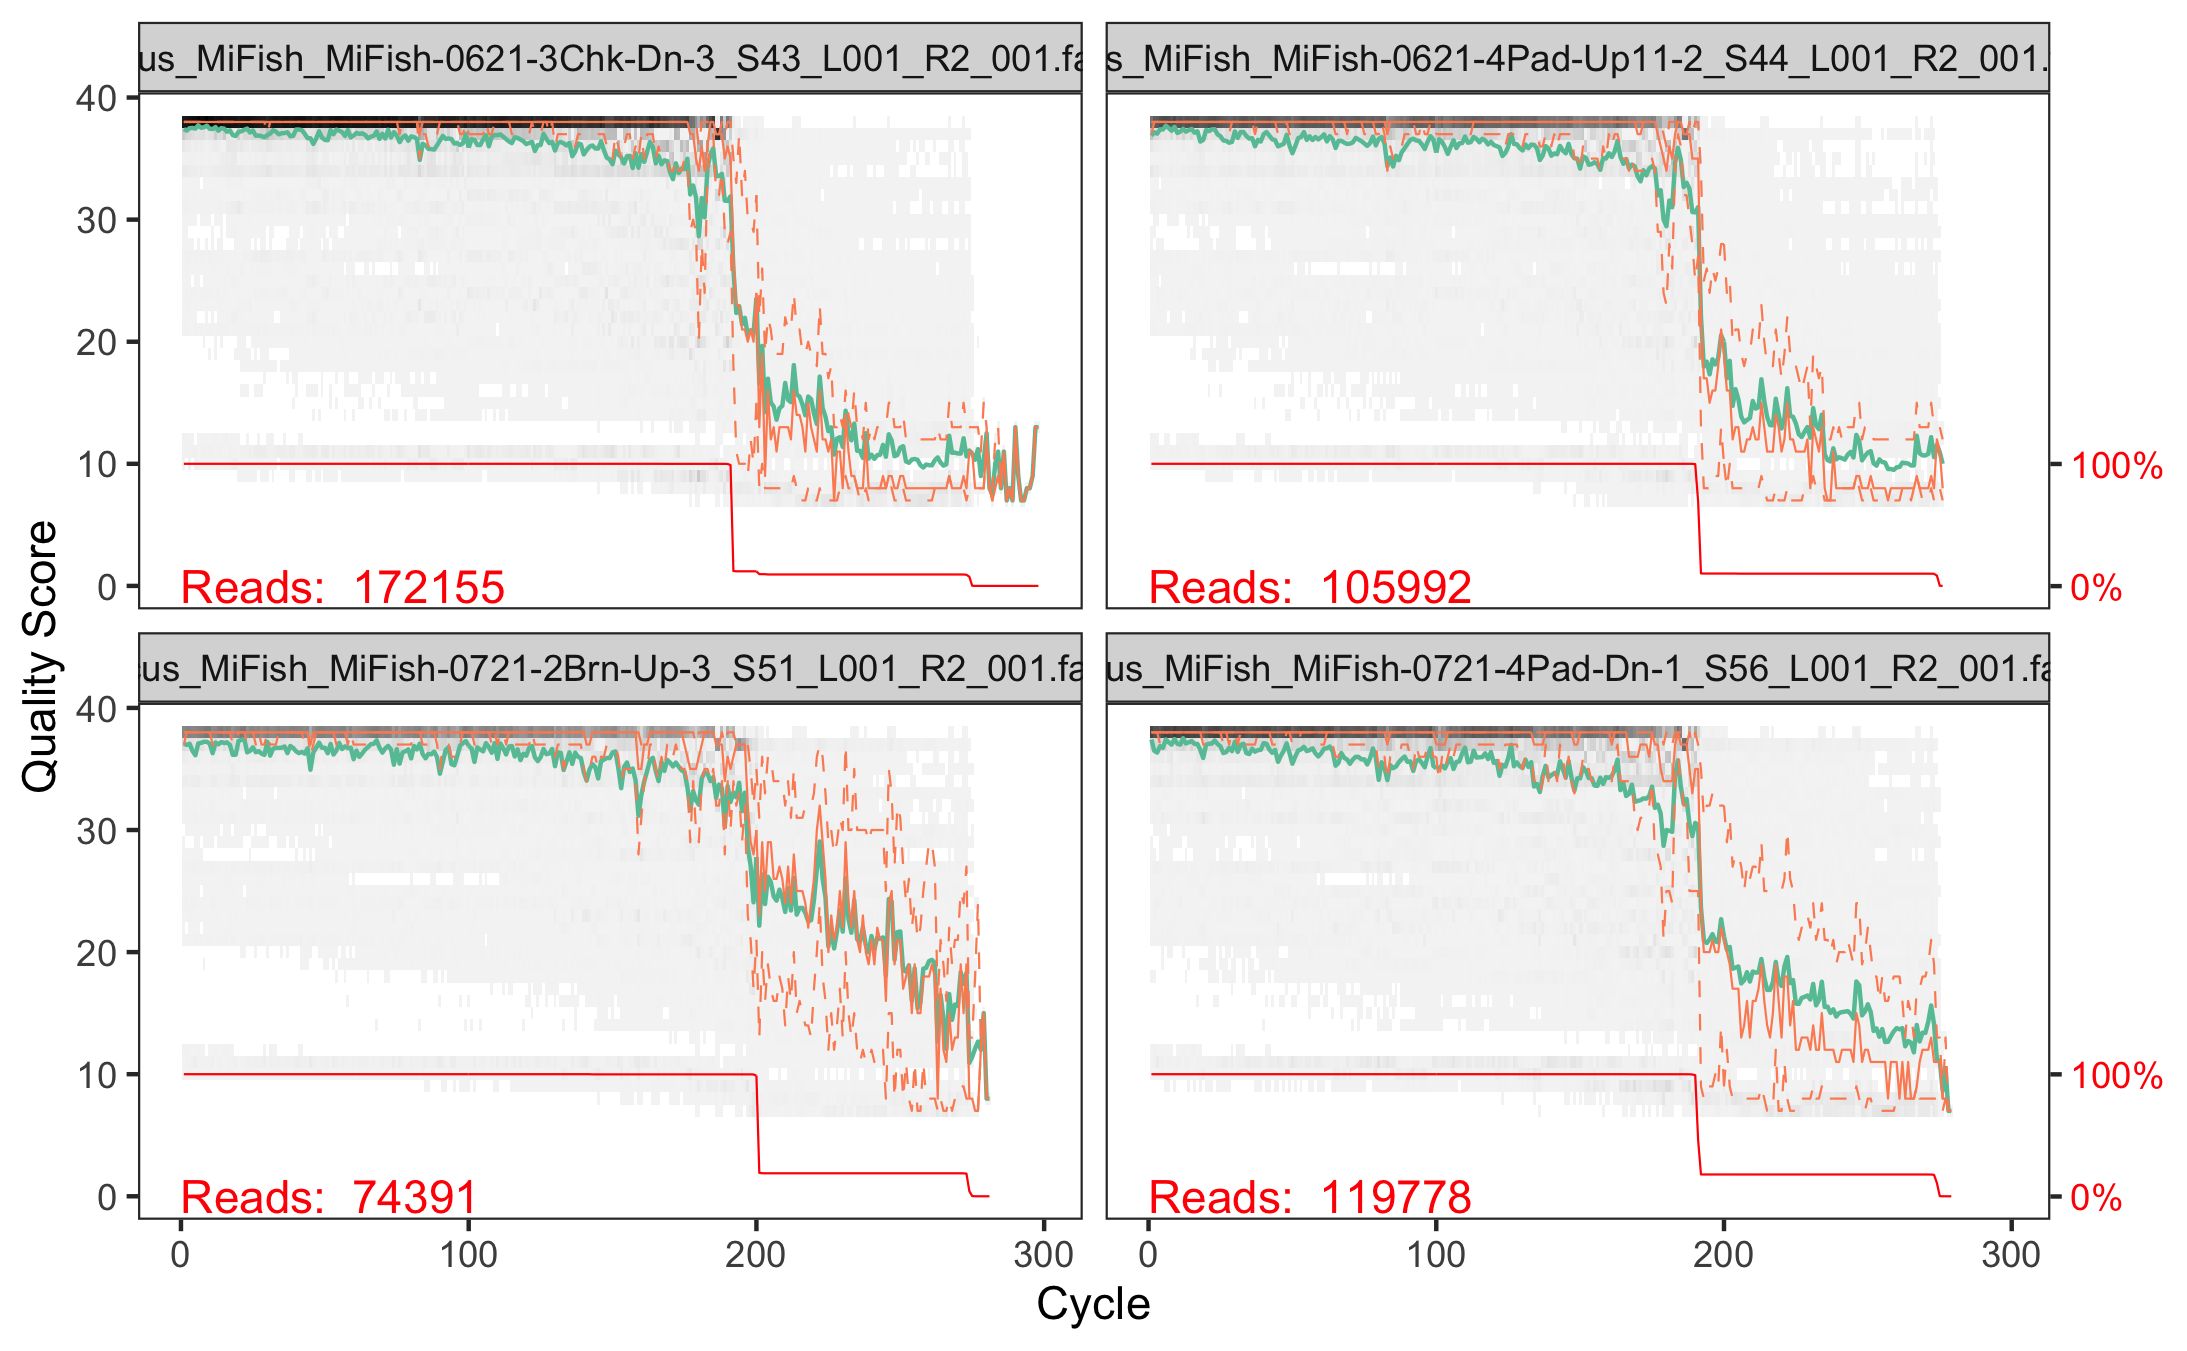 us_MiFish_MiFish-0621-3Chk-Dn-3_S43_L001_R2_001.fa
s_MiFish_MiFish-0621-4Pad-Up11-2_S44_L001_R2_001.
40
30
20
10
0
Reads: 172155
Reads: 105992
100%
0%
Quality Score
us_MiFish_MiFish-0721-2Brn-Up-3_S51_L001_R2_001.fa
us_MiFish_MiFish-0721-4Pad-Dn-1_S56_L001_R2_001.fa
40
30
20
10
0
Reads: 74391
Reads: 119778
100%
0%
0 100 200 300
0 100 200 300
Cycle